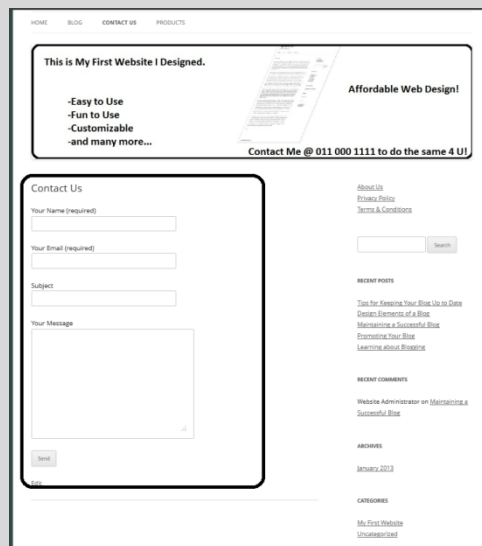 HOME BLOG CONTACT US PRODUCTS
This is My First Website I Designed.
-Easy to Use
-Fun to Use
-Customizable
-and many more...
Affordable Web Design!
Contact Me @ 011 000 1111 to do the same 4 U!
Contact Us
Your Name (required)
Your Email (required)
Subject
Your Message
Send
Edit
About Us
Privacy Policy
Terms & Conditions
Search
RECENT POSTS
Tips for Keeping Your Blog Up to Date
Design Elements of a Blog
Maintaining a Successful Blog
Promoting Your Blog
Learning about Blogging
RECENT COMMENTS
Website Administrator on Maintaining a
Successful Blog
ARCHIVES
January 2013
CATEGORIES
My First Website
Uncategorized